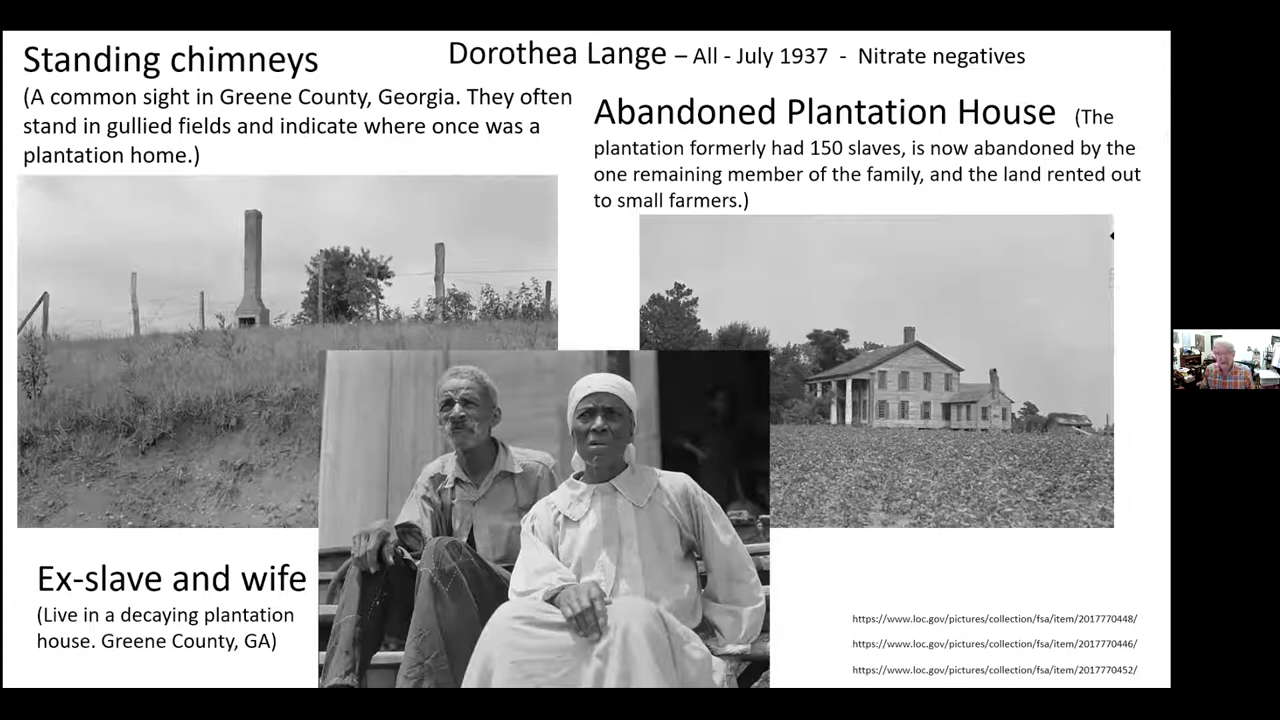 Standing chimneys
(A common sight in Greene County, Georgia. They often
stand in gullied fields and indicate where once was a
plantation home.)
Dorothea Lange – All - July 1937 - Nitrate negatives
Abandoned Plantation House (The
plantation formerly had 150 slaves, is now abandoned by the
one remaining member of the family, and the land rented out
to small farmers.)
Ex-slave and wife
(Live in a decaying plantation
house. Greene County, GA)
https://www.loc.gov/pictures/collection/fsa/item/2017770448/
https://www.loc.gov/pictures/collection/fsa/item/2017770446/
https://www.loc.gov/pictures/collection/fsa/item/2017770452/